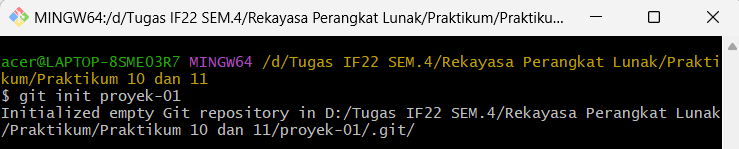 MINGW64:/d/Tugas IF22 SEM.4/Rekayasa Perangkat Lunak/Praktikum/Praktiku...
acer@LAPTOP-8SME03R7 MINGW64 /d/Tugas IF22 SEM.4/Rekayasa Perangkat Lunak/Prakti
kum/Praktikum 10 dan 11
$ git init proyek-01
Initialized empty Git repository in D:/Tugas IF22 SEM.4/Rekayasa Perangkat Lunak
/Praktikum/Praktikum 10 dan 11/proyek-01/.git/